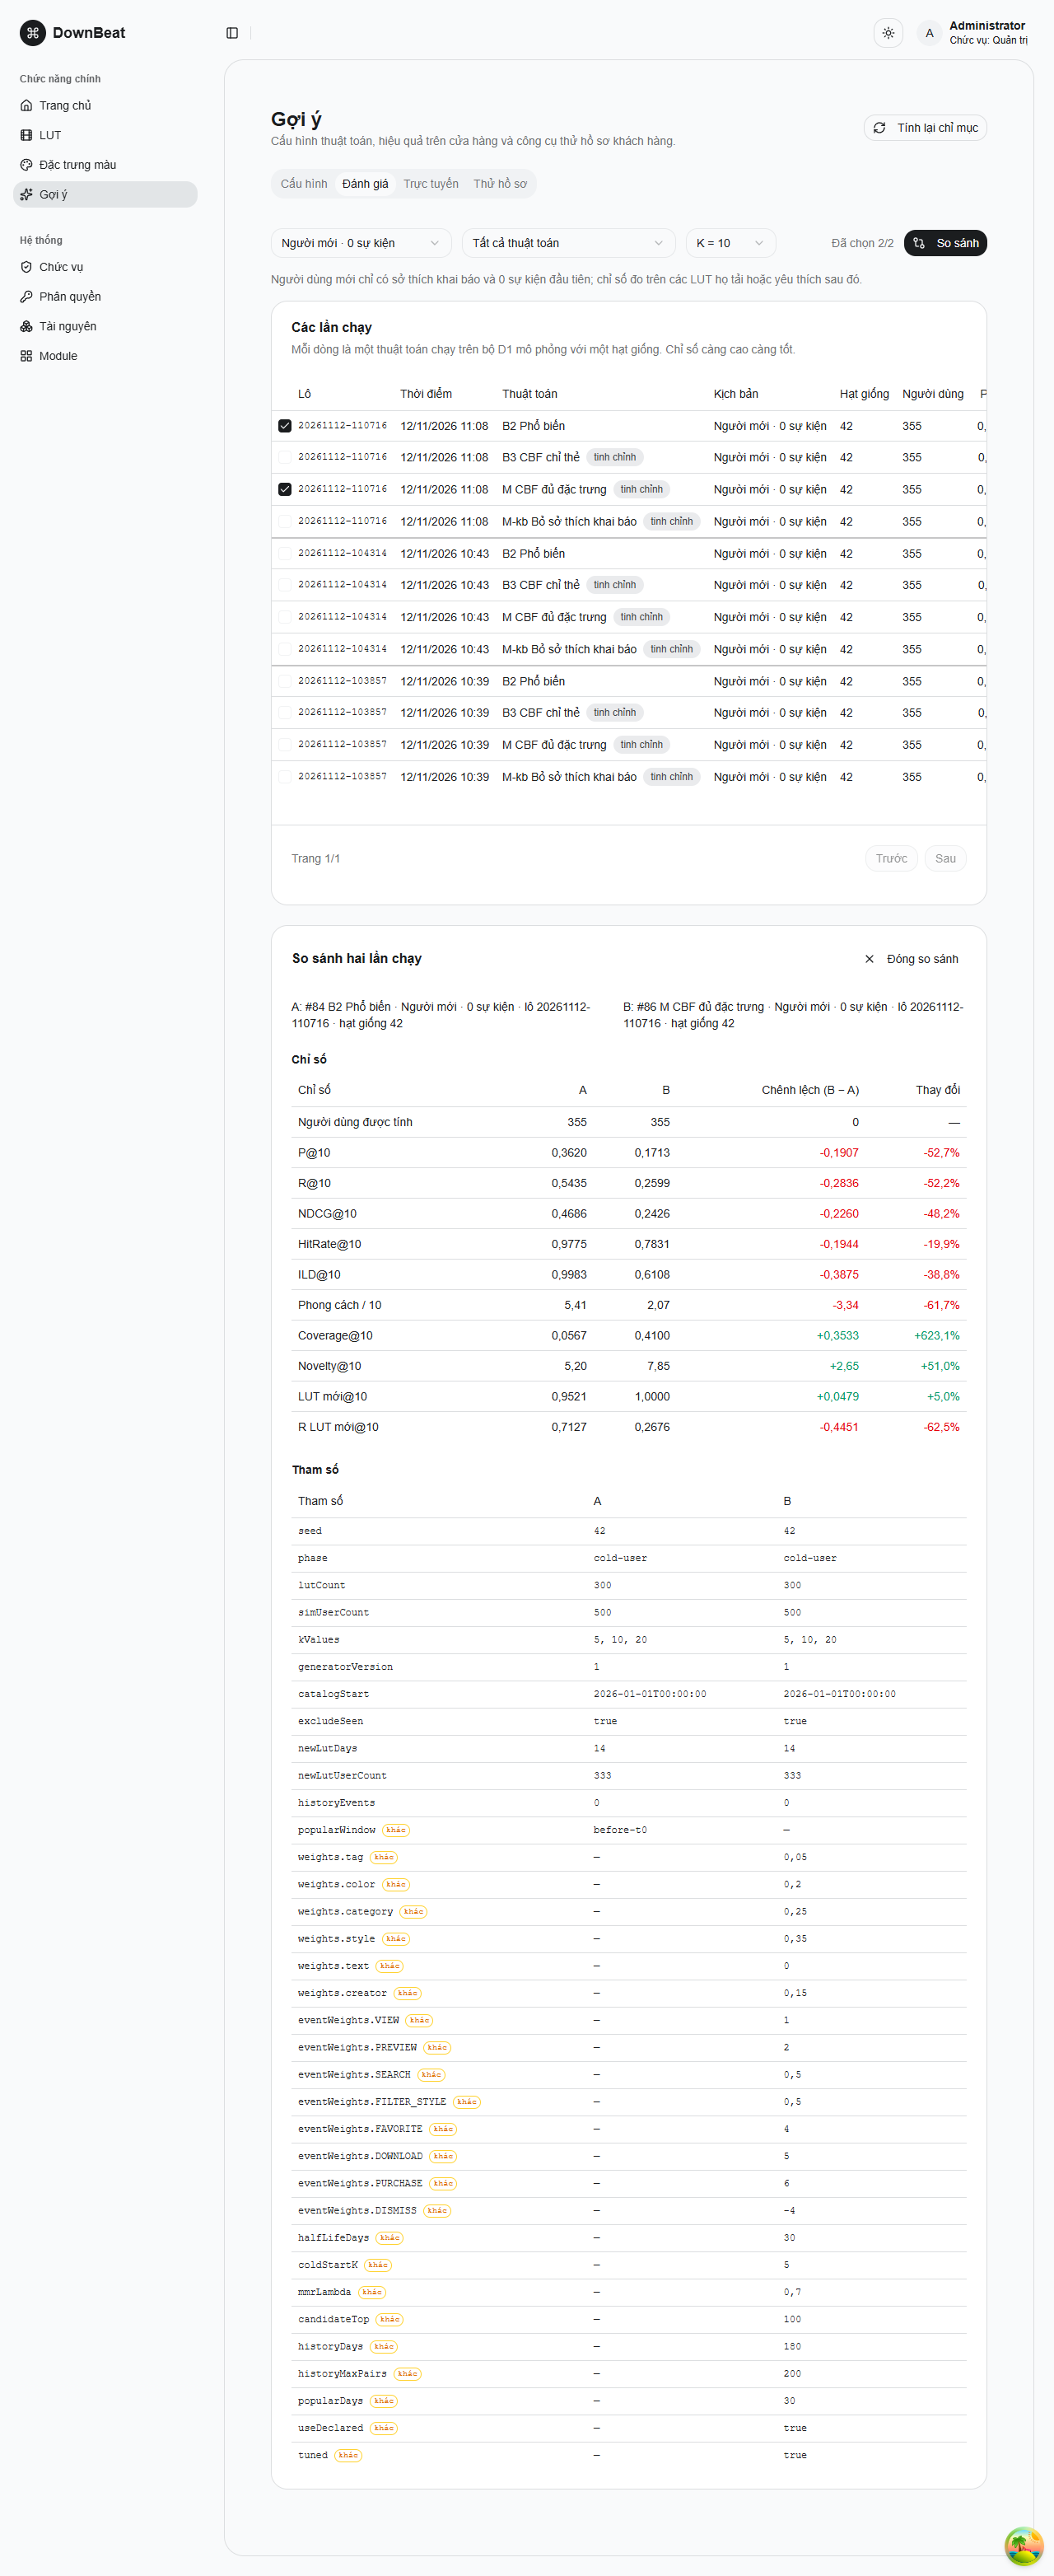 DownBeat
Administrator
A
Chức vụ: Quản trị
Chức năng chính
Trang chủ
LUT
Đặc trưng màu
Gợi ý
Hệ thống
Chức vụ
Phân quyền
Tài nguyên
Module
Gợi ý
Cấu hình thuật toán, hiệu quả trên cửa hàng và công cụ thử hồ sơ khách hàng.
Tính lại chỉ mục
Cấu hình Đánh giá Trực tuyến Thử hồ sơ
Người mới · 0 sự kiện Tất cả thuật toán K = 10 Đã chọn 2/2 So sánh
Người dùng mới chỉ có sở thích khai báo và 0 sự kiện đầu tiên; chỉ số đo trên các LUT họ tải hoặc yêu thích sau đó.
Các lần chạy
Mỗi dòng là một thuật toán chạy trên bộ D1 mô phỏng với một hạt giống. Chỉ số càng cao càng tốt.
Lô Thời điểm Thuật toán Kịch bản Hạt giống Người dùng P
20261112-110716 12/11/2026 11:08 B2 Phổ biến Người mới · 0 sự kiện 42 355 0,
20261112-110716 12/11/2026 11:08 B3 CBF chỉ thẻ tinh chỉnh Người mới · 0 sự kiện 42 355 0,
20261112-110716 12/11/2026 11:08 M CBF đủ đặc trưng tinh chỉnh Người mới · 0 sự kiện 42 355 0,
20261112-110716 12/11/2026 11:08 M-kb Bỏ sở thích khai báo tinh chỉnh Người mới · 0 sự kiện 42 355 0,
20261112-104314 12/11/2026 10:43 B2 Phổ biến Người mới · 0 sự kiện 42 355 0,
20261112-104314 12/11/2026 10:43 B3 CBF chỉ thẻ tinh chỉnh Người mới · 0 sự kiện 42 355 0,
20261112-104314 12/11/2026 10:43 M CBF đủ đặc trưng tinh chỉnh Người mới · 0 sự kiện 42 355 0,
20261112-104314 12/11/2026 10:43 M-kb Bỏ sở thích khai báo tinh chỉnh Người mới · 0 sự kiện 42 355 0,
20261112-103857 12/11/2026 10:39 B2 Phổ biến Người mới · 0 sự kiện 42 355 0,
20261112-103857 12/11/2026 10:39 B3 CBF chỉ thẻ tinh chỉnh Người mới · 0 sự kiện 42 355 0,
20261112-103857 12/11/2026 10:39 M CBF đủ đặc trưng tinh chỉnh Người mới · 0 sự kiện 42 355 0,
20261112-103857 12/11/2026 10:39 M-kb Bỏ sở thích khai báo tinh chỉnh Người mới · 0 sự kiện 42 355 0,
Trang 1/1 Trước Sau
So sánh hai lần chạy Đóng so sánh
A: #84 B2 Phổ biến · Người mới · 0 sự kiện · lô 20261112-
110716 · hạt giống 42
B: #86 M CBF đủ đặc trưng · Người mới · 0 sự kiện · lô 20261112-
110716 · hạt giống 42
Chỉ số
Chỉ số A B Chênh lệch (B – A) Thay đổi
Người dùng được tính 355 355 0 —
P@10 0,3620 0,1713 -0,1907 -52,7%
R@10 0,5435 0,2599 -0,2836 -52,2%
NDCG@10 0,4686 0,2426 -0,2260 -48,2%
HitRate@10 0,9775 0,7831 -0,1944 -19,9%
ILD@10 0,9983 0,6108 -0,3875 -38,8%
Phong cách / 10 5,41 2,07 -3,34 -61,7%
Coverage@10 0,0567 0,4100 +0,3533 +623,1%
Novelty@10 5,20 7,85 +2,65 +51,0%
LUT mới@10 0,9521 1,0000 +0,0479 +5,0%
R LUT mới@10 0,7127 0,2676 -0,4451 -62,5%
Tham số
Tham số A B
seed 42 42
phase cold-user cold-user
lutCount 300 300
simUserCount 500 500
kValues 5, 10, 20 5, 10, 20
generatorVersion 1 1
catalogStart 2026-01-01T00:00:00 2026-01-01T00:00:00
excludeSeen true true
newLutDays 14 14
newLutUserCount 333 333
historyEvents 0 0
popularWindow khác before-t0 —
weights.tag khác — 0,05
weights.color khác — 0,2
weights.category khác — 0,25
weights.style khác — 0,35
weights.text khác — 0
weights.creator khác — 0,15
eventWeights.VIEW khác — 1
eventWeights.PREVIEW khác — 2
eventWeights.SEARCH khác — 0,5
eventWeights.FILTER_STYLE khác — 0,5
eventWeights.FAVORITE khác — 4
eventWeights.DOWNLOAD khác — 5
eventWeights.PURCHASE khác — 6
eventWeights.DISMISS khác — -4
halfLifeDays khác — 30
coldStartK khác — 5
mmrLambda khác — 0,7
candidateTop khác — 100
historyDays khác — 180
historyMaxPairs khác — 200
popularDays khác — 30
useDeclared khác — true
tuned khác — true